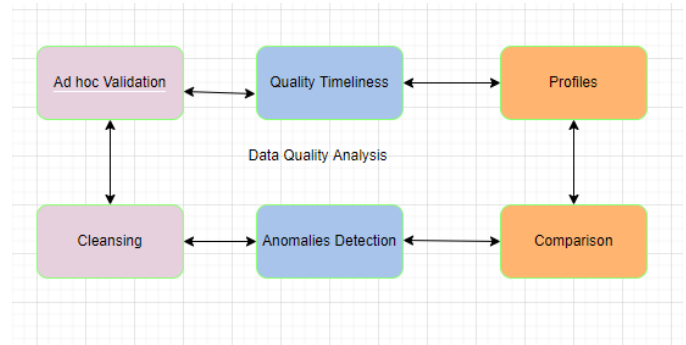 Ad hoc Validation
Quality Timeliness
Profiles
Data Quality Analysis
Cleansing
Anomalies Detection
Comparison